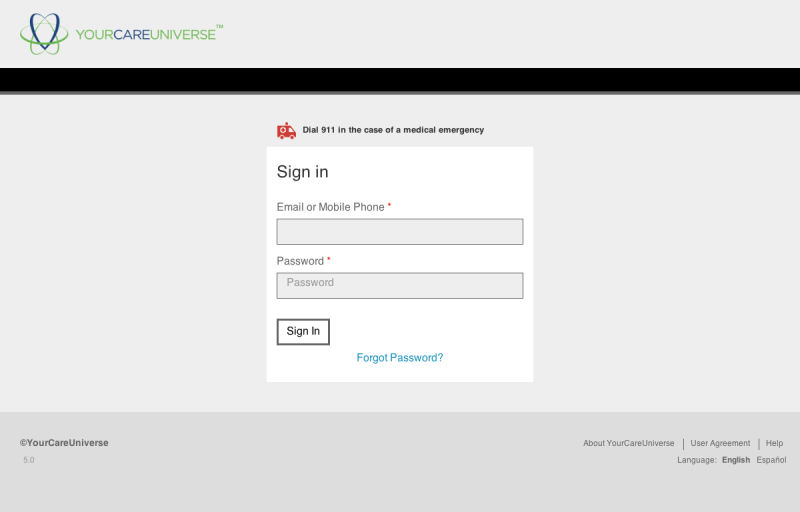 YOURCAREUNIVERSE™
Dial 911 in the case of a medical emergency
Sign in
Email or Mobile Phone *
Password *
Password
Sign In
Forgot Password?
©YourCareUniverse
About YourCareUniverse | User Agreement | Help
5.0
Language: English Español